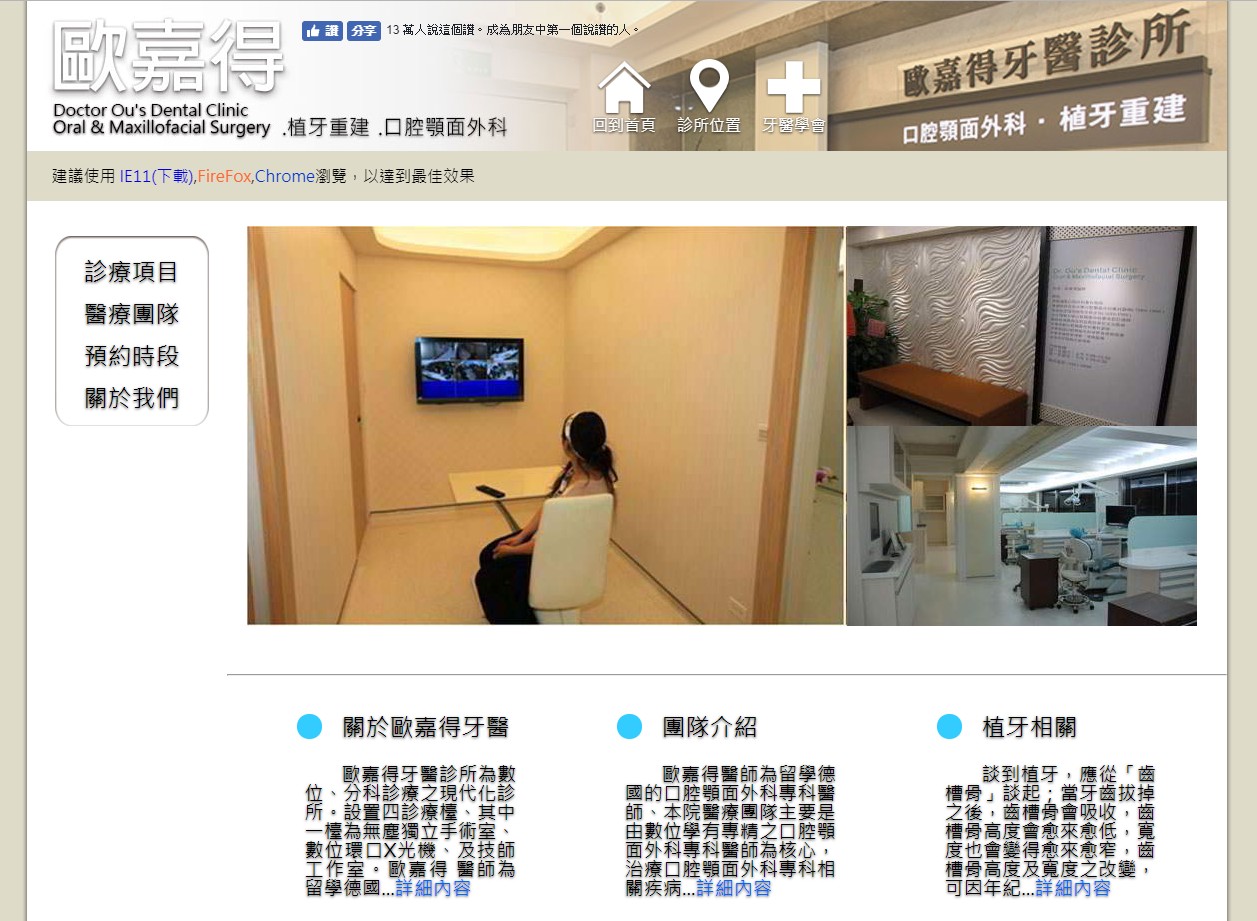 歐嘉得
讚 分享 13 萬人說這個讚。成為朋友中第一個說讚的人。
Doctor Ou's Dental Clinic
Oral & Maxillofacial Surgery .植牙重建 .口腔顎面外科
回到首頁 診所位置 牙醫學會
歐嘉得牙醫診所
口腔顎面外科・植牙重建
建議使用 IE11(下載),FireFox,Chrome瀏覽，以達到最佳效果
診療項目
醫療團隊
預約時段
關於我們
Dr. Ou's Dental Clinic
Oral & Maxillofacial Surgery
關於歐嘉得牙醫
歐嘉得牙醫診所為數
位、分科診療之現代化診
所。設置四診療檯、其中
一檯為無塵獨立手術室、
數位環口X光機、及技師
工作室。歐嘉得 醫師為
留學德國...詳細內容
團隊介紹
歐嘉得醫師為留學德
國的口腔顎面外科專科醫
師、本院醫療團隊主要是
由數位學有專精之口腔顎
面外科專科醫師為核心，
治療口腔顎面外科專科相
關疾病...詳細內容
植牙相關
談到植牙，應從「齒
槽骨」談起；當牙齒拔掉
之後，齒槽骨會吸收，齒
槽骨高度會愈來愈低，寬
度也會變得愈來愈窄，齒
槽骨高度及寬度之改變，
可因年紀...詳細內容